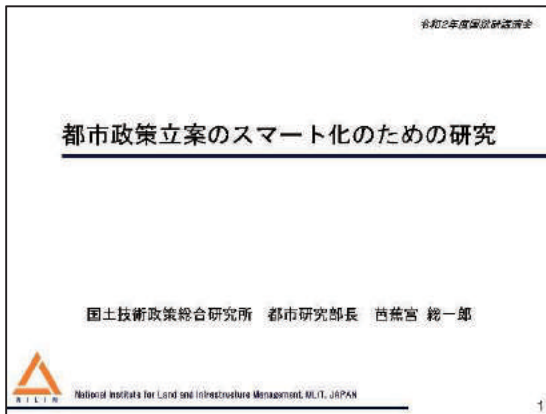 令和2年度国総研講演会
都市政策立案のスマート化のための研究
国土技術政策総合研究所 都市研究部長 芭蕉宮 総一郎
NILIM
National Institute for Land and Infrastructure Management, MLIT, JAPAN
1